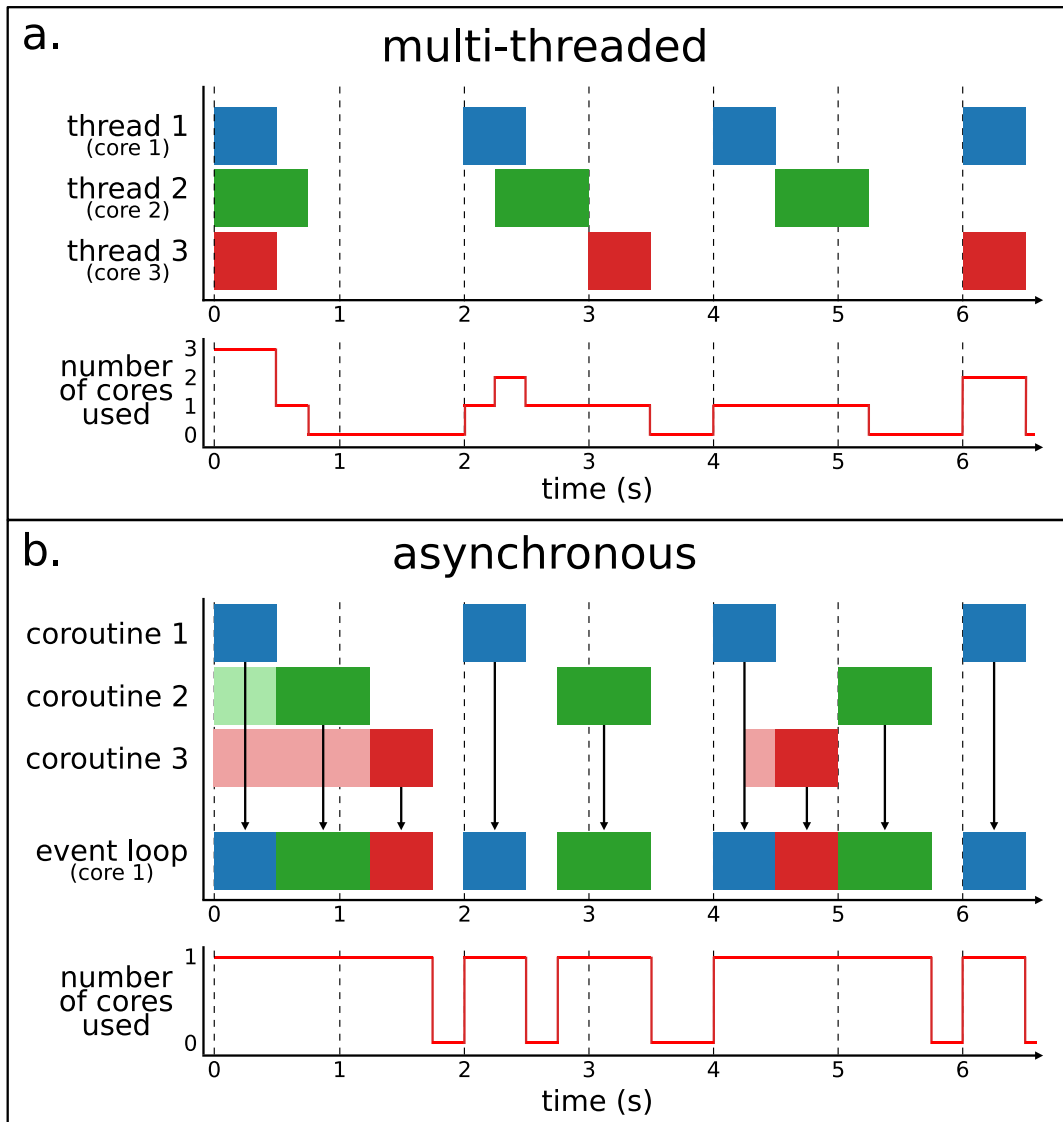 a.
multi-threaded
thread 1
(core 1)
thread 2
(core 2)
thread 3
(core 3)
0 1 2 3 4 5 6
number
of cores
used
3
2
1
0
0 1 2 3 4 5 6
time (s)
b.
asynchronous
coroutine 1
coroutine 2
coroutine 3
event loop
(core 1)
0 1 2 3 4 5 6
number
of cores
used
1
0
0 1 2 3 4 5 6
time (s)